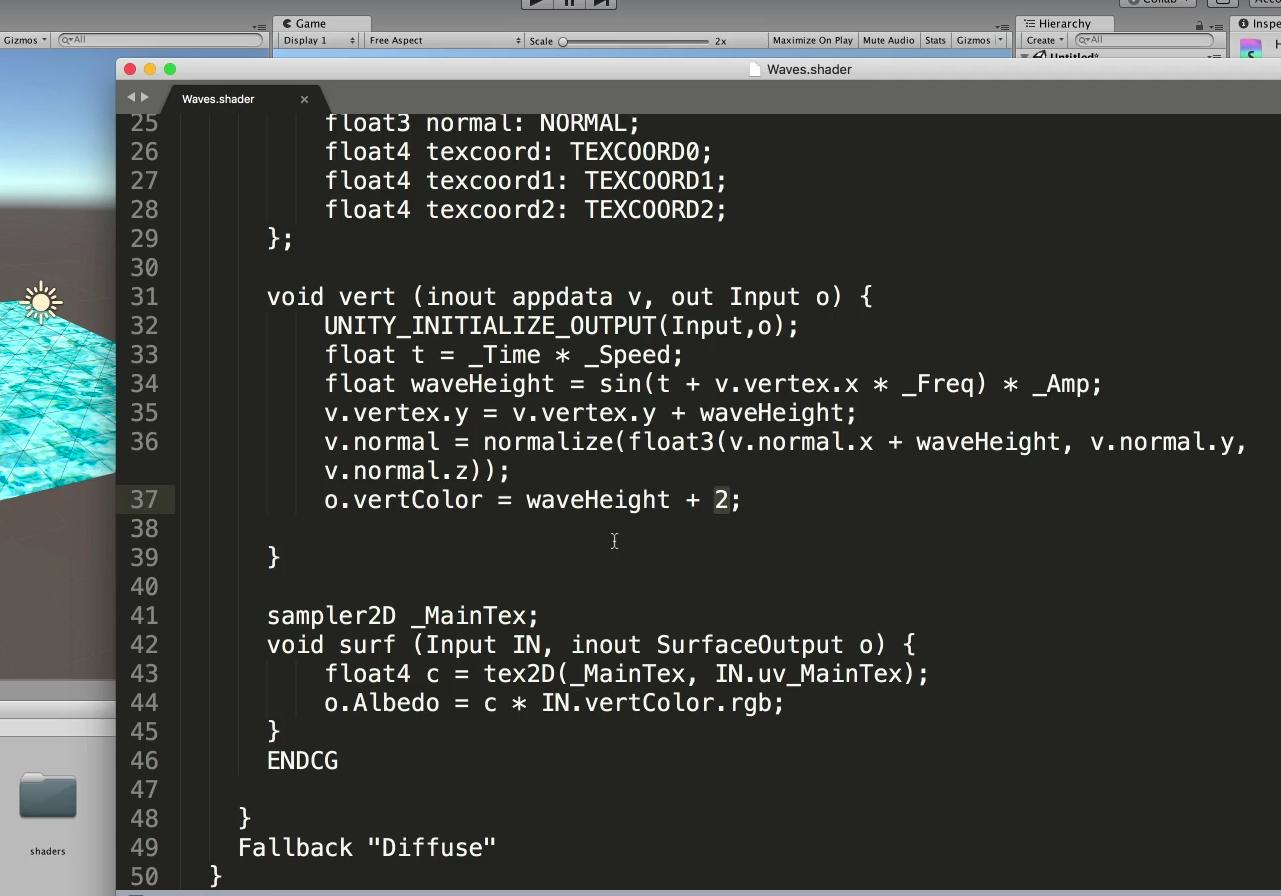 Collab
Acco
Game
Hierarchy
Inspe
Gizmos
All
Display 1
Free Aspect
Scale
2x
Maximize On Play
Mute Audio
Stats
Gizmos
Create
All
Untitled*
Waves.shader
Waves.shader ×
25 float3 normal: NORMAL;
26 float4 texcoord: TEXCOORD0;
27 float4 texcoord1: TEXCOORD1;
28 float4 texcoord2: TEXCOORD2;
29 };
30
31 void vert (inout appdata v, out Input o) {
32 UNITY_INITIALIZE_OUTPUT(Input,o);
33 float t = _Time * _Speed;
34 float waveHeight = sin(t + v.vertex.x * _Freq) * _Amp;
35 v.vertex.y = v.vertex.y + waveHeight;
36 v.normal = normalize(float3(v.normal.x + waveHeight, v.normal.y,
v.normal.z));
37 o.vertColor = waveHeight + 2;
38
39 }
40
41 sampler2D _MainTex;
42 void surf (Input IN, inout SurfaceOutput o) {
43 float4 c = tex2D(_MainTex, IN.uv_MainTex);
44 o.Albedo = c * IN.vertColor.rgb;
45 }
46 ENDCG
47
48 }
49 Fallback "Diffuse"
50 }
shaders